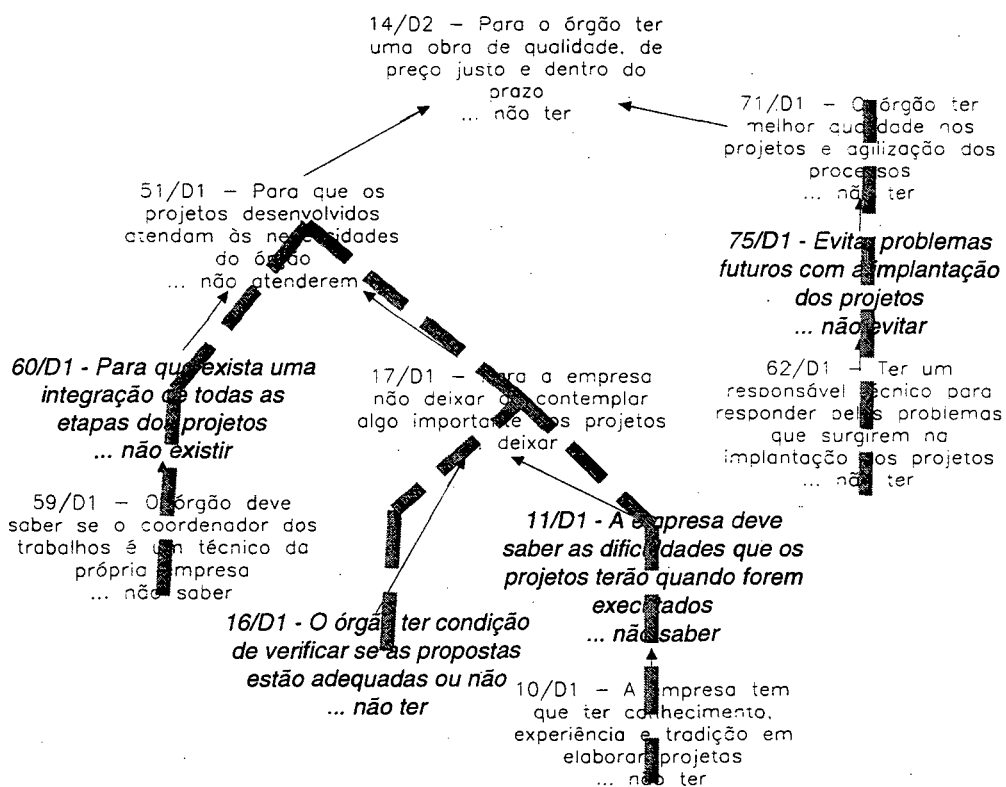 14/D2 – Para o órgão ter
uma obra de qualidade, de
preço justo e dentro do
prazo
... não ter
71/D1 – O órgão ter
melhor qualidade nos
projetos e agilização dos
processos
... não ter
51/D1 – Para que os
projetos desenvolvidos
atendam às necessidades
do órgão
... não atenderem
75/D1 - Evitar problemas
futuros com a implantação
dos projetos
... não evitar
60/D1 - Para que exista uma
integração de todas as
etapas dos projetos
... não existir
17/D1 – Para a empresa
não deixar de contemplar
algo importante nos projetos
deixar
62/D1 – Ter um
responsável técnico para
responder pelos problemas
que surgirem na
implantação dos projetos
... não ter
59/D1 – O órgão deve
saber se o coordenador dos
trabalhos é um técnico da
própria empresa
... não saber
11/D1 - A empresa deve
saber as dificuldades que os
projetos terão quando forem
executados
... não saber
16/D1 - O órgão ter condição
de verificar se as propostas
estão adequadas ou não
... não ter
10/D1 – A empresa tem
que ter conhecimento,
experiência e tradição em
elaborar projetos
... não ter